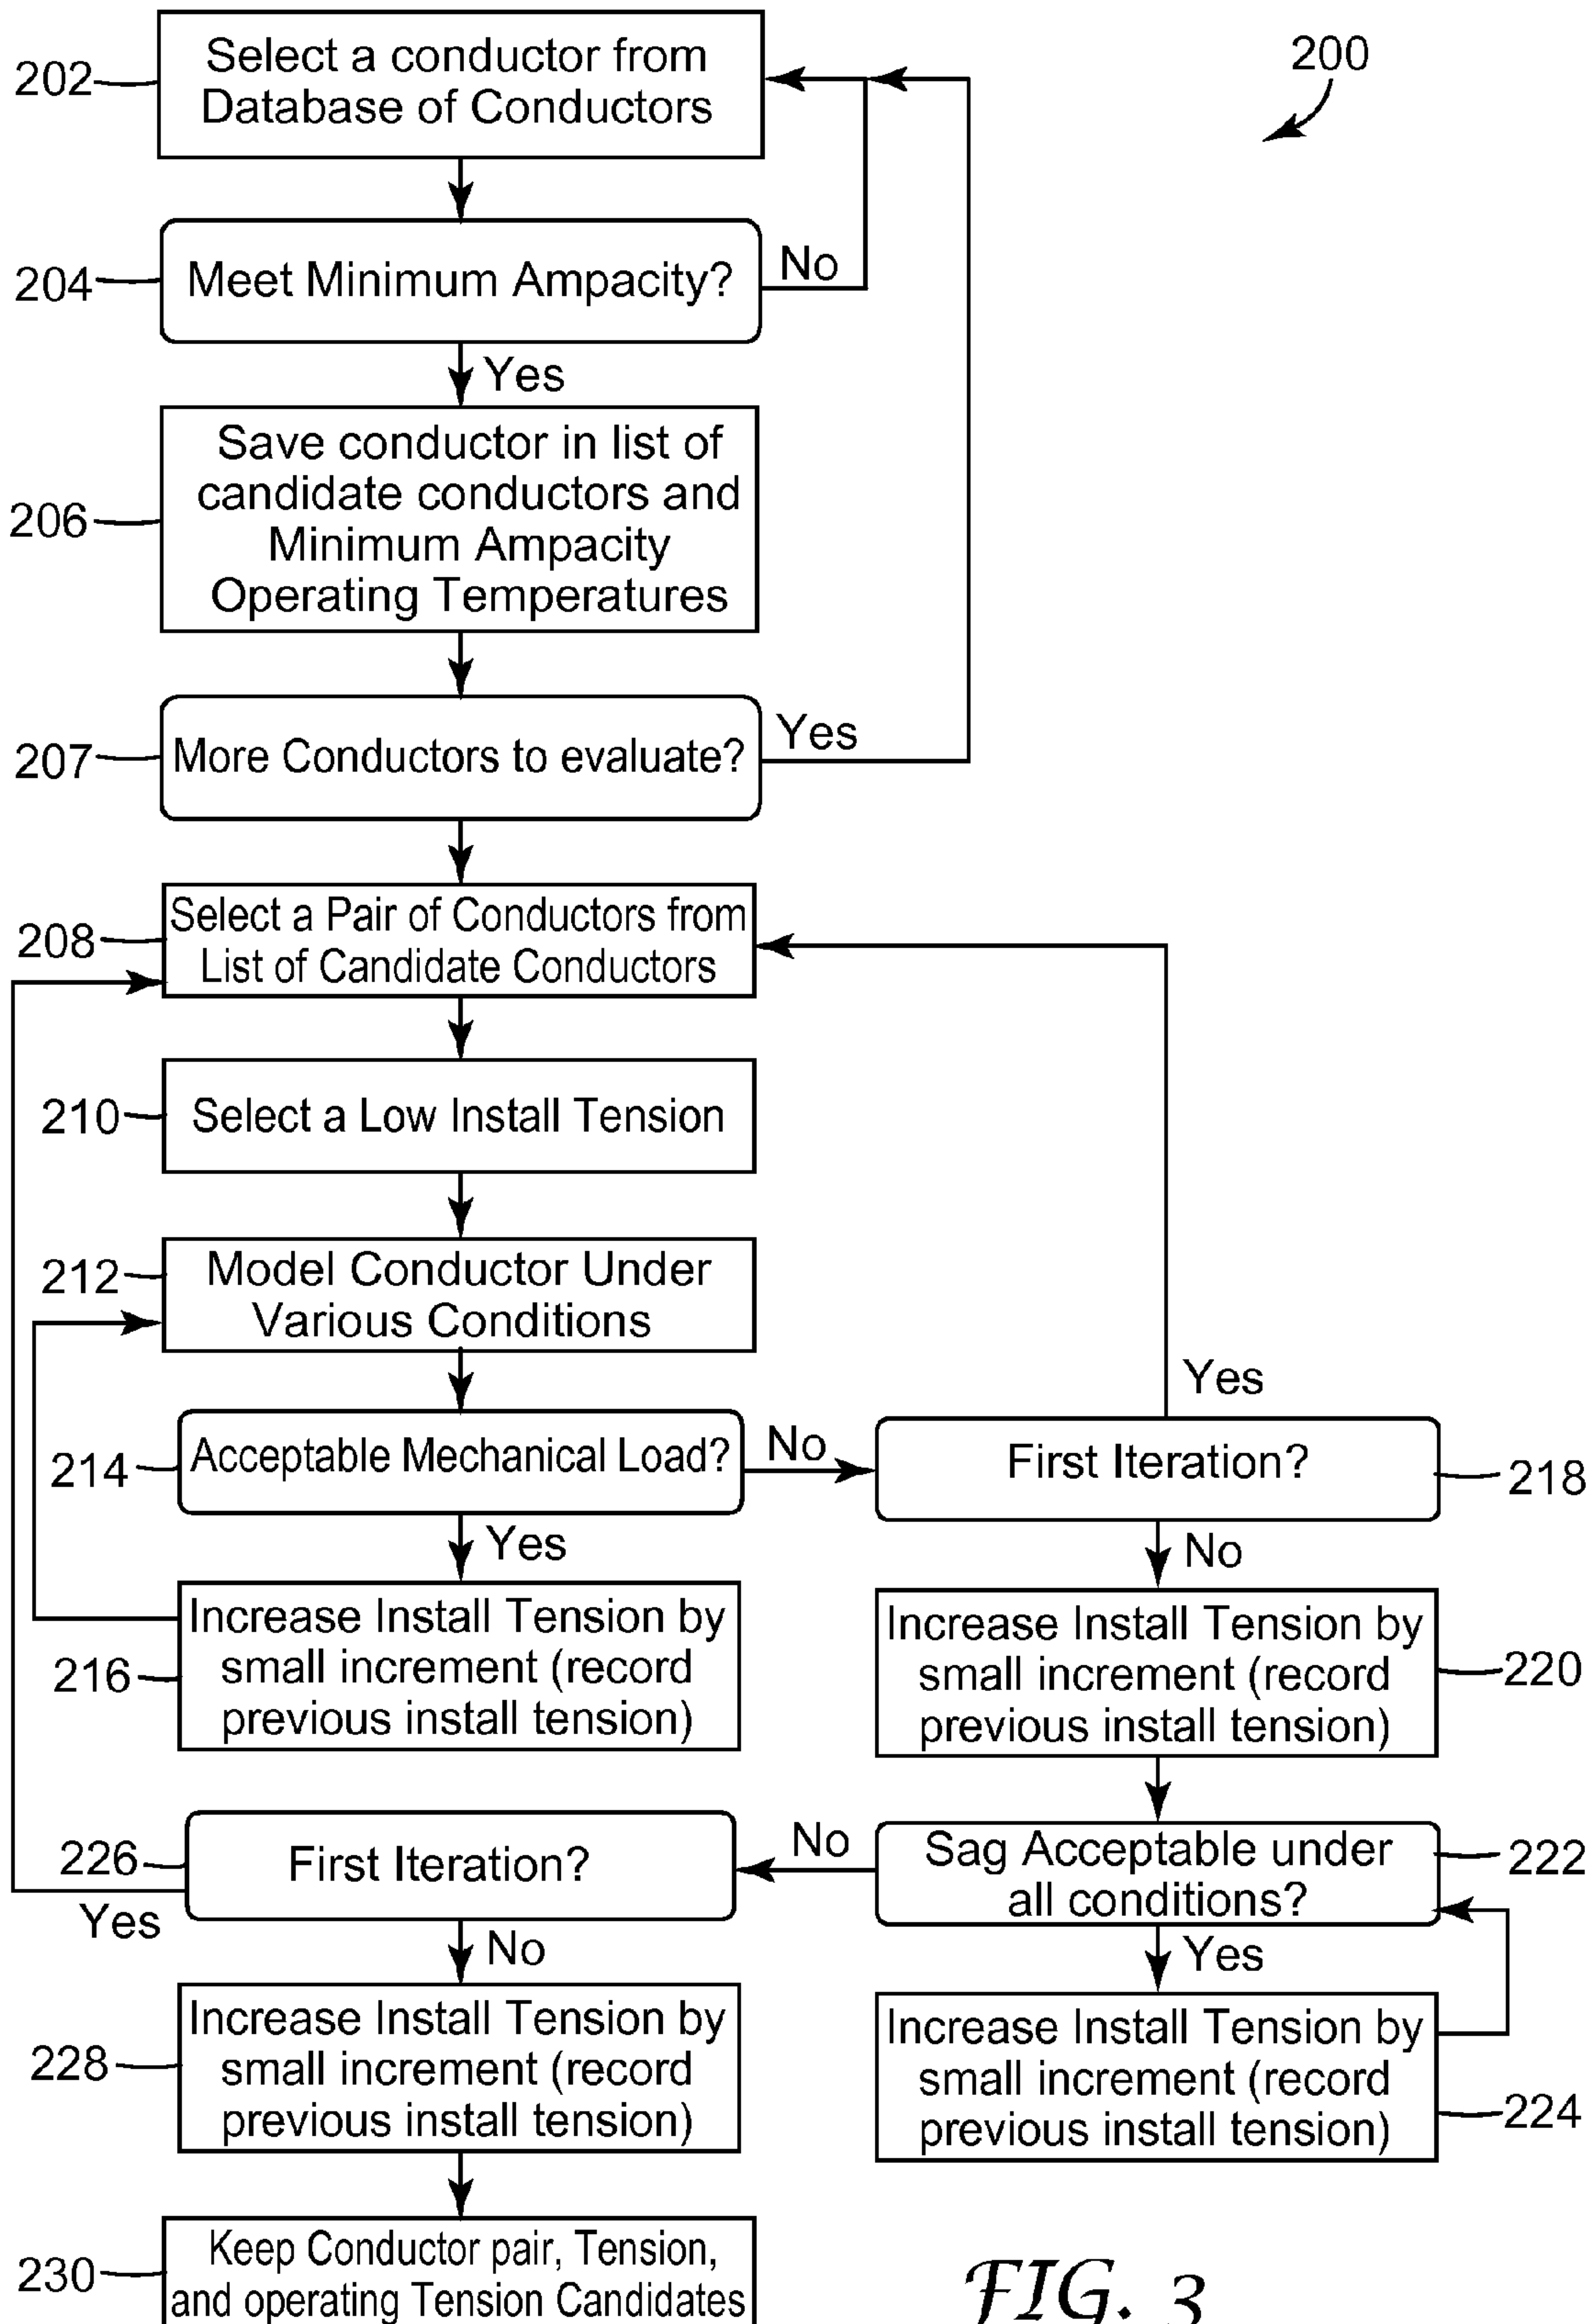 200
202
Select a conductor from
Database of Conductors
204
Meet Minimum Ampacity?
No
Yes
206
Save conductor in list of
candidate conductors and
Minimum Ampacity
Operating Temperatures
207
More Conductors to evaluate?
Yes
208
Select a Pair of Conductors from
List of Candidate Conductors
210
Select a Low Install Tension
212
Model Conductor Under
Various Conditions
214
Acceptable Mechanical Load?
No
Yes
First Iteration?
218
Yes
No
216
Increase Install Tension by
small increment (record
previous install tension)
Increase Install Tension by
small increment (record
previous install tension)
220
226
First Iteration?
Yes
No
No
Sag Acceptable under
all conditions?
222
Yes
228
Increase Install Tension by
small increment (record
previous install tension)
Increase Install Tension by
small increment (record
previous install tension)
224
230
Keep Conductor pair, Tension,
and operating Tension Candidates
FIG. 3